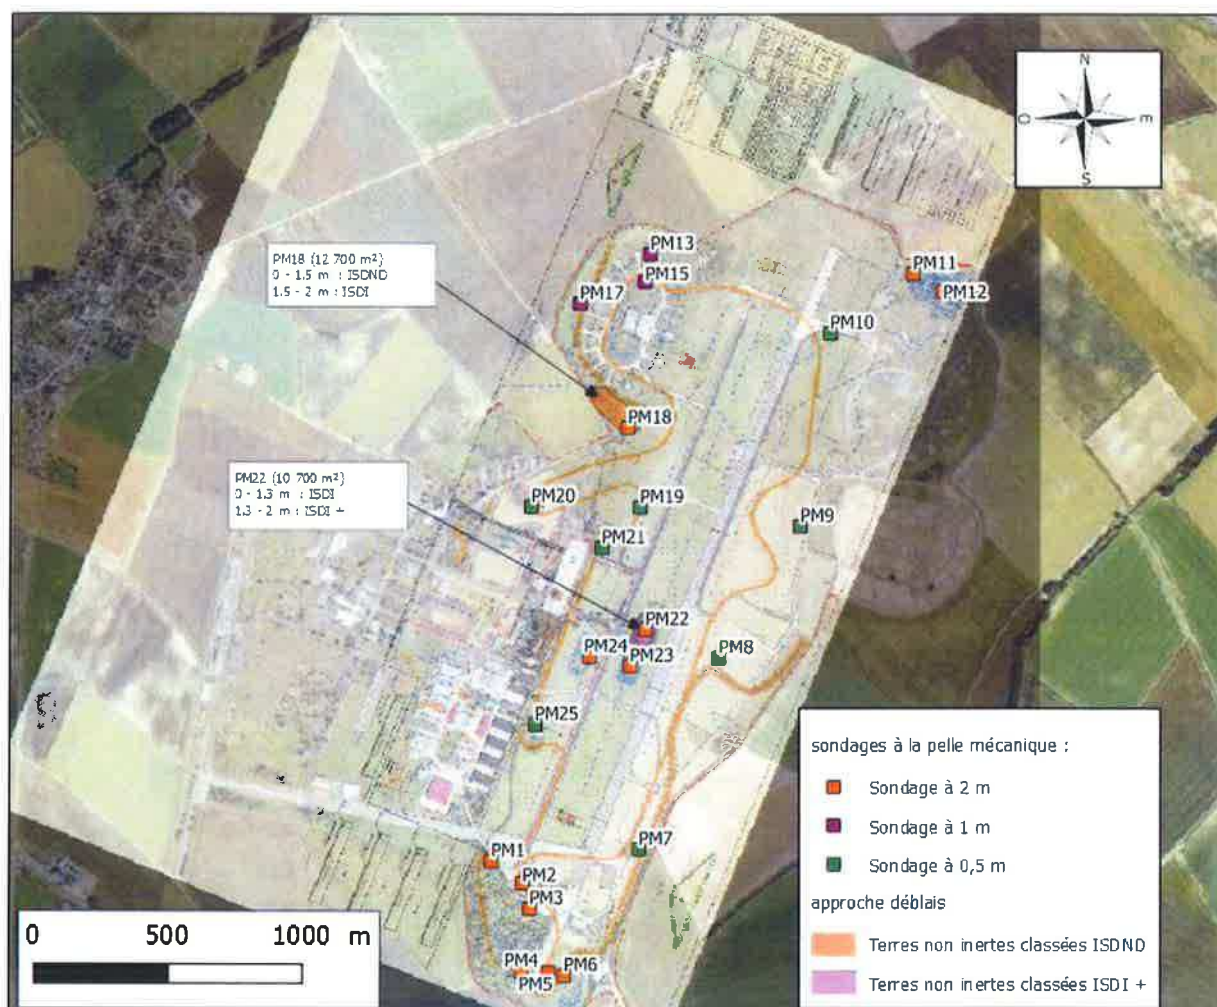 N
O
m
S
PM18 (12 700 m²)
0 - 1.5 m : ISDND
1.5 - 2 m : ISDI
PM22 (10 700 m²)
0 - 1.3 m : ISDI
1.3 - 2 m : ISDI +
PM13
PM15
PM17
PM11
PM12
PM10
PM18
PM20
PM19
PM9
PM21
PM22
PM24
PM23
PM8
PM25
PM7
PM1
PM2
PM3
PM4
PM5
PM6
0 500 1000 m
sondages à la pelle mécanique :
Sondage à 2 m
Sondage à 1 m
Sondage à 0,5 m
approche déblais
Terres non inertes classées ISDND
Terres non inertes classées ISDI +